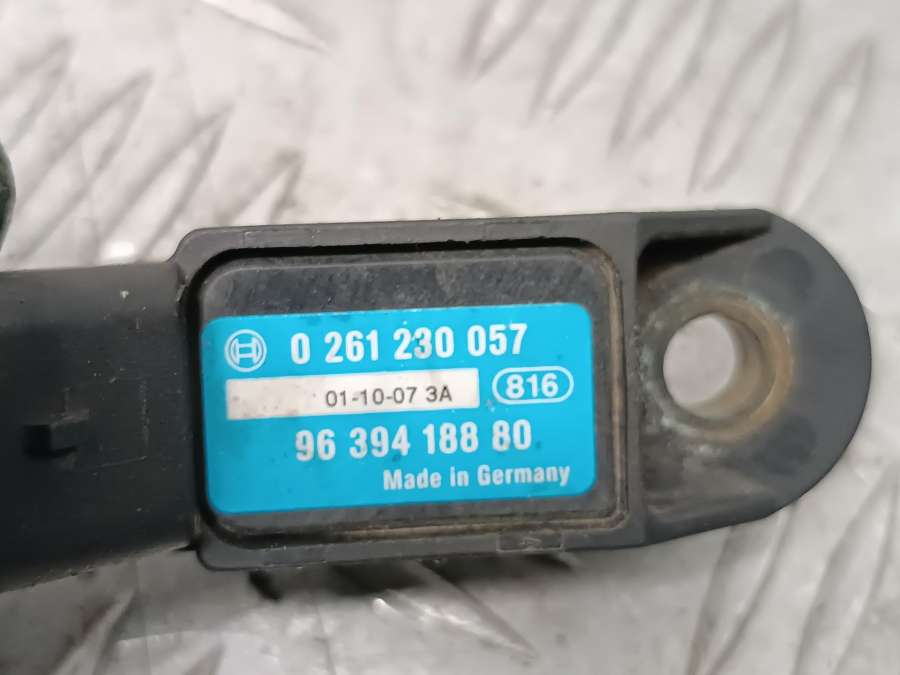 0 261 230 057
01-10-07 3A 816
96 394 188 80
Made in Germany